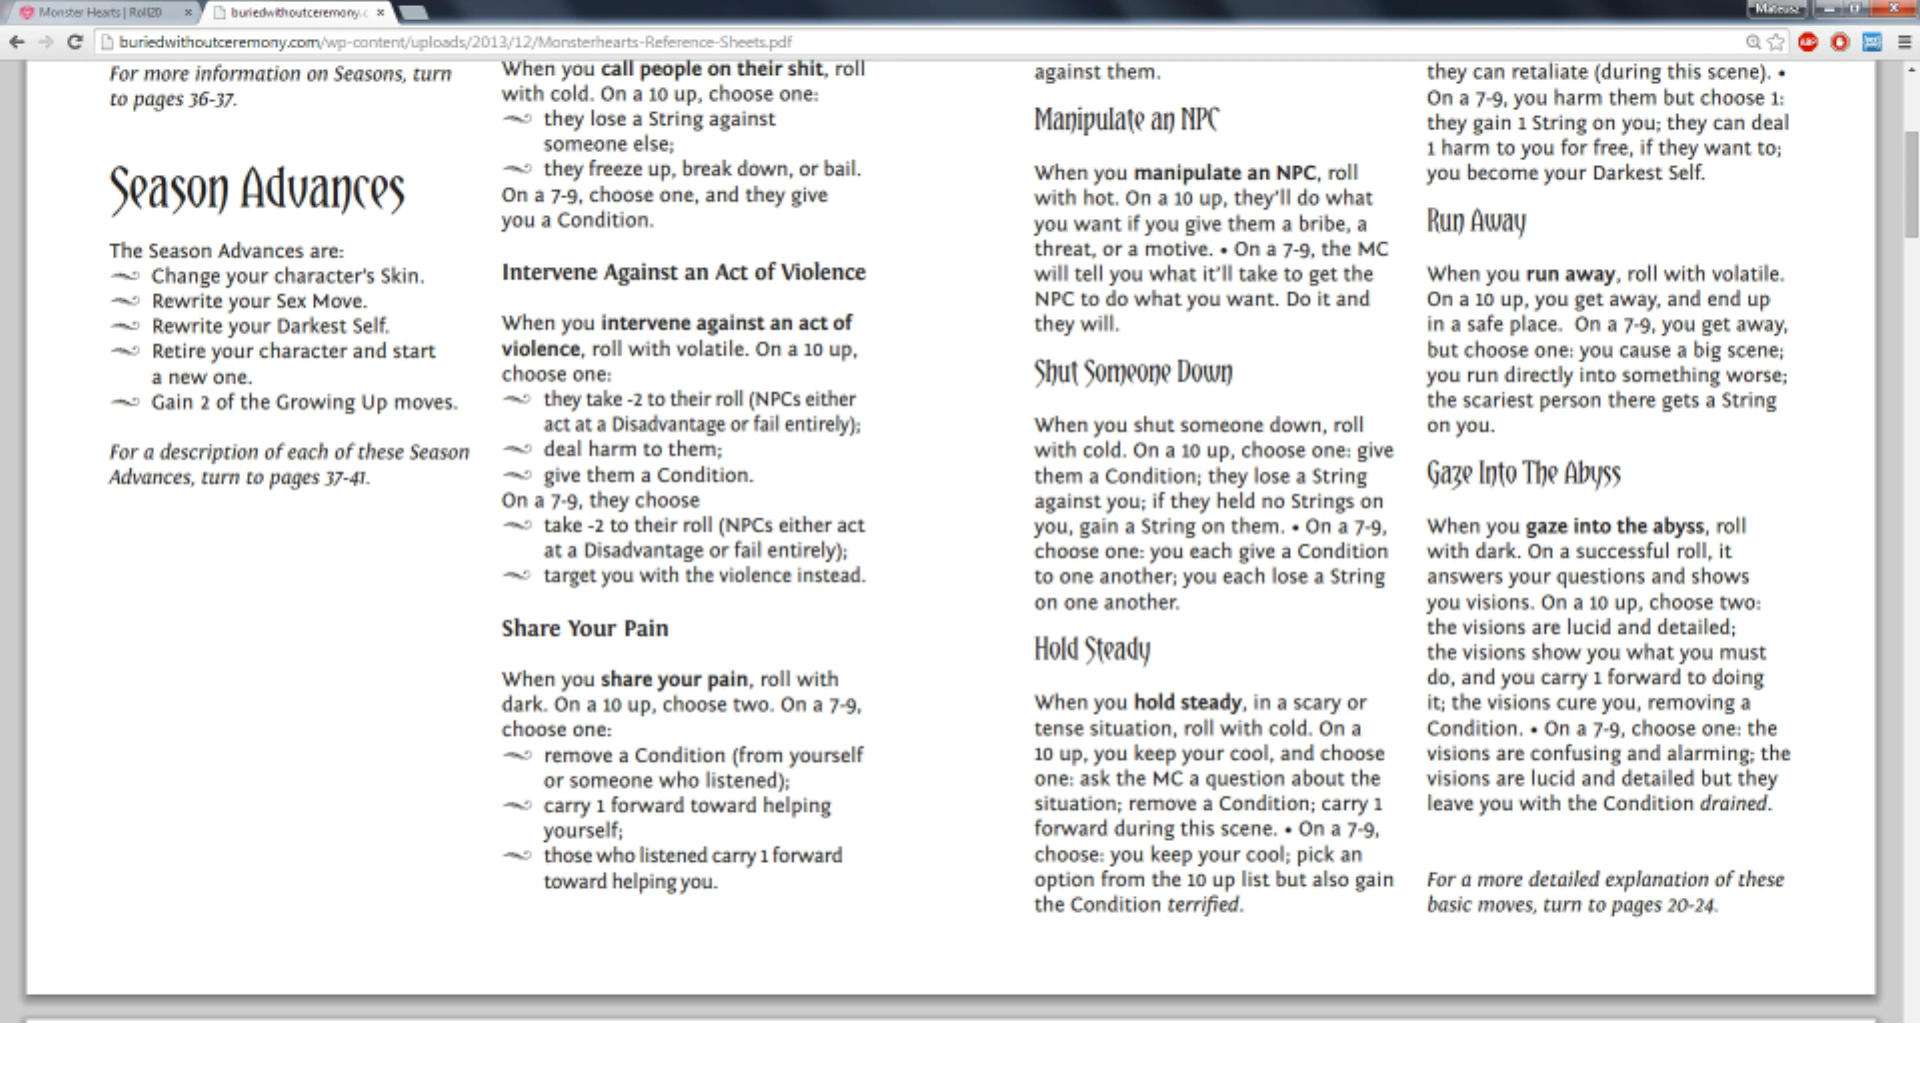 Monster Hearts | Roll20
buriedwithoutceremony.c
Mateusz
buriedwithoutceremony.com/wp-content/uploads/2013/12/Monsterhearts-Reference-Sheets.pdf
For more information on Seasons, turn
to pages 36-37.
Season Advances
The Season Advances are:
Change your character's Skin.
Rewrite your Sex Move.
Rewrite your Darkest Self.
Retire your character and start
a new one.
Gain 2 of the Growing Up moves.
For a description of each of these Season
Advances, turn to pages 37-41.
When you call people on their shit, roll
with cold. On a 10 up, choose one:
they lose a String against
someone else;
they freeze up, break down, or bail.
On a 7-9, choose one, and they give
you a Condition.
Intervene Against an Act of Violence
When you intervene against an act of
violence, roll with volatile. On a 10 up,
choose one:
they take -2 to their roll (NPCs either
act at a Disadvantage or fail entirely);
deal harm to them;
give them a Condition.
On a 7-9, they choose
take -2 to their roll (NPCs either act
at a Disadvantage or fail entirely);
target you with the violence instead.
Share Your Pain
When you share your pain, roll with
dark. On a 10 up, choose two. On a 7-9,
choose one:
remove a Condition (from yourself
or someone who listened);
carry 1 forward toward helping
yourself;
those who listened carry 1 forward
toward helping you.
against them.
Manipulate an NPC
When you manipulate an NPC, roll
with hot. On a 10 up, they'll do what
you want if you give them a bribe, a
threat, or a motive. • On a 7-9, the MC
will tell you what it'll take to get the
NPC to do what you want. Do it and
they will.
Shut Someone Down
When you shut someone down, roll
with cold. On a 10 up, choose one: give
them a Condition; they lose a String
against you; if they held no Strings on
you, gain a String on them. • On a 7-9,
choose one: you each give a Condition
to one another; you each lose a String
on one another.
Hold Steady
When you hold steady, in a scary or
tense situation, roll with cold. On a
10 up, you keep your cool, and choose
one: ask the MC a question about the
situation; remove a Condition; carry 1
forward during this scene. • On a 7-9,
choose: you keep your cool; pick an
option from the 10 up list but also gain
the Condition terrified.
they can retaliate (during this scene). •
On a 7-9, you harm them but choose 1:
they gain 1 String on you; they can deal
1 harm to you for free, if they want to;
you become your Darkest Self.
Run Away
When you run away, roll with volatile.
On a 10 up, you get away, and end up
in a safe place. On a 7-9, you get away,
but choose one: you cause a big scene;
you run directly into something worse;
the scariest person there gets a String
on you.
Gaze Into The Abyss
When you gaze into the abyss, roll
with dark. On a successful roll, it
answers your questions and shows
you visions. On a 10 up, choose two:
the visions are lucid and detailed;
the visions show you what you must
do, and you carry 1 forward to doing
it; the visions cure you, removing a
Condition. • On a 7-9, choose one: the
visions are confusing and alarming; the
visions are lucid and detailed but they
leave you with the Condition drained.
For a more detailed explanation of these
basic moves, turn to pages 20-24.